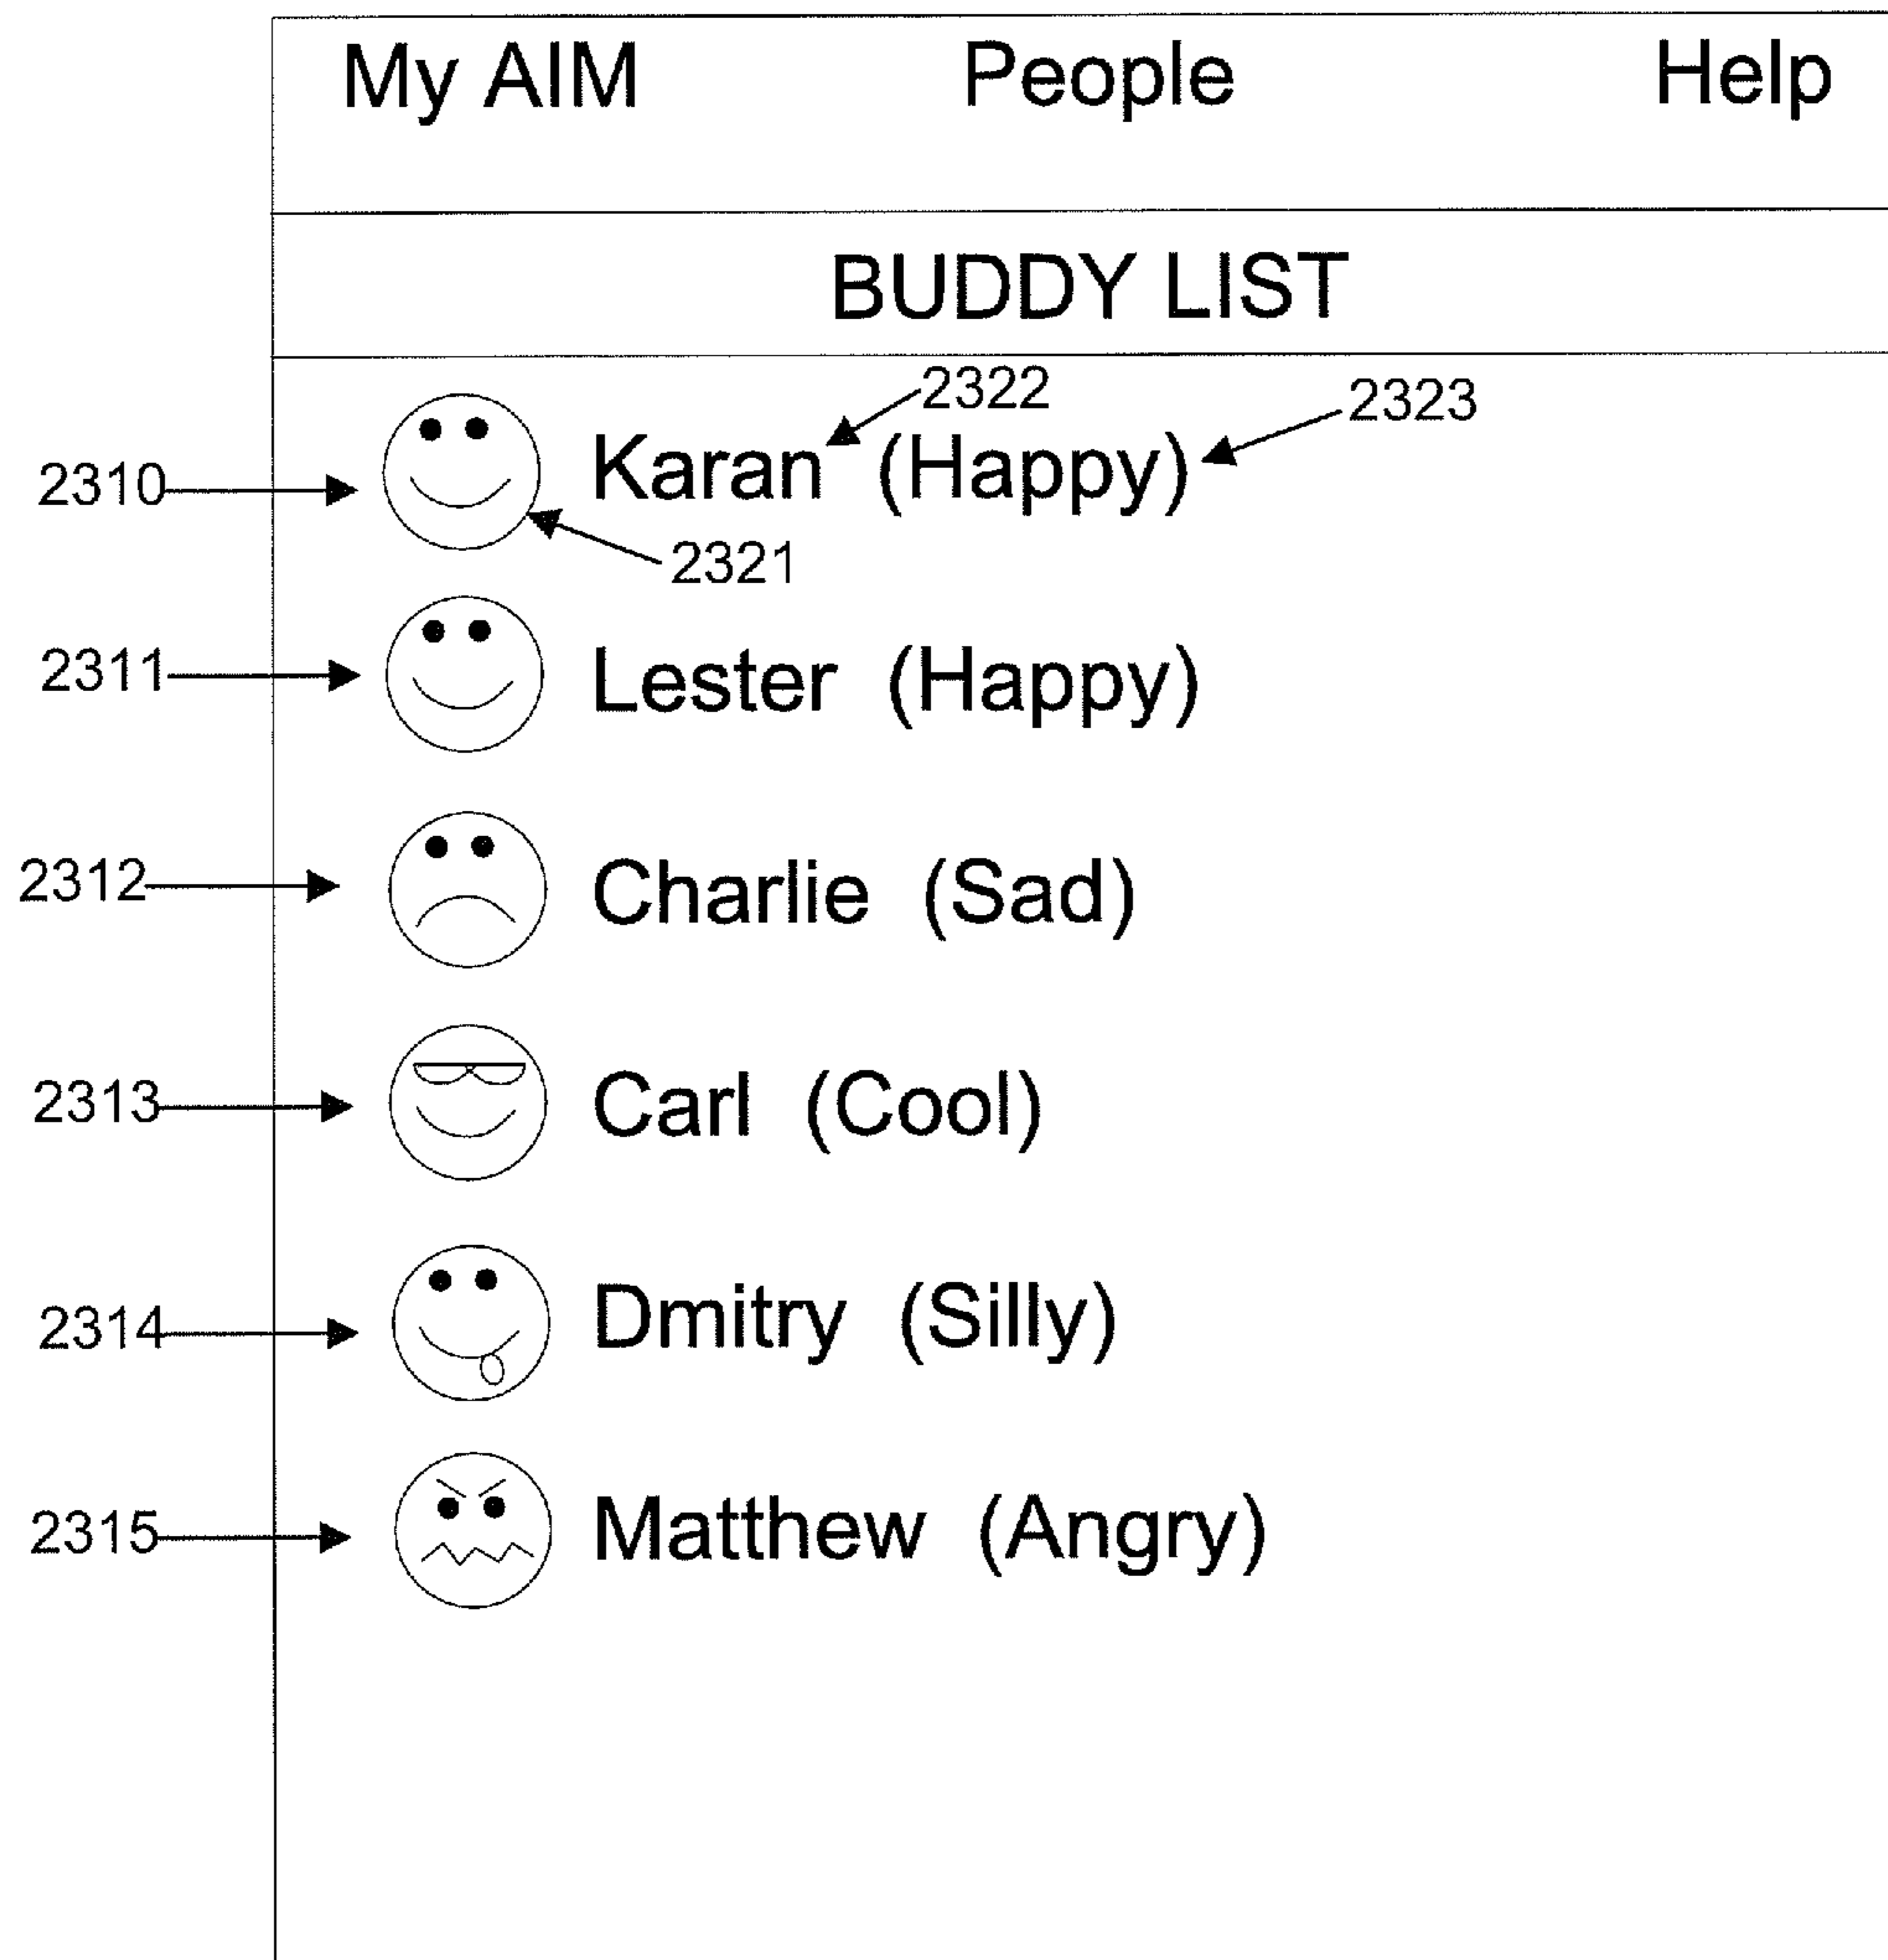 My AIM People Help
BUDDY LIST
2322 2323
2310 Karan (Happy)
2321
2311 Lester (Happy)
2312 Charlie (Sad)
2313 Carl (Cool)
2314 Dmitry (Silly)
2315 Matthew (Angry)